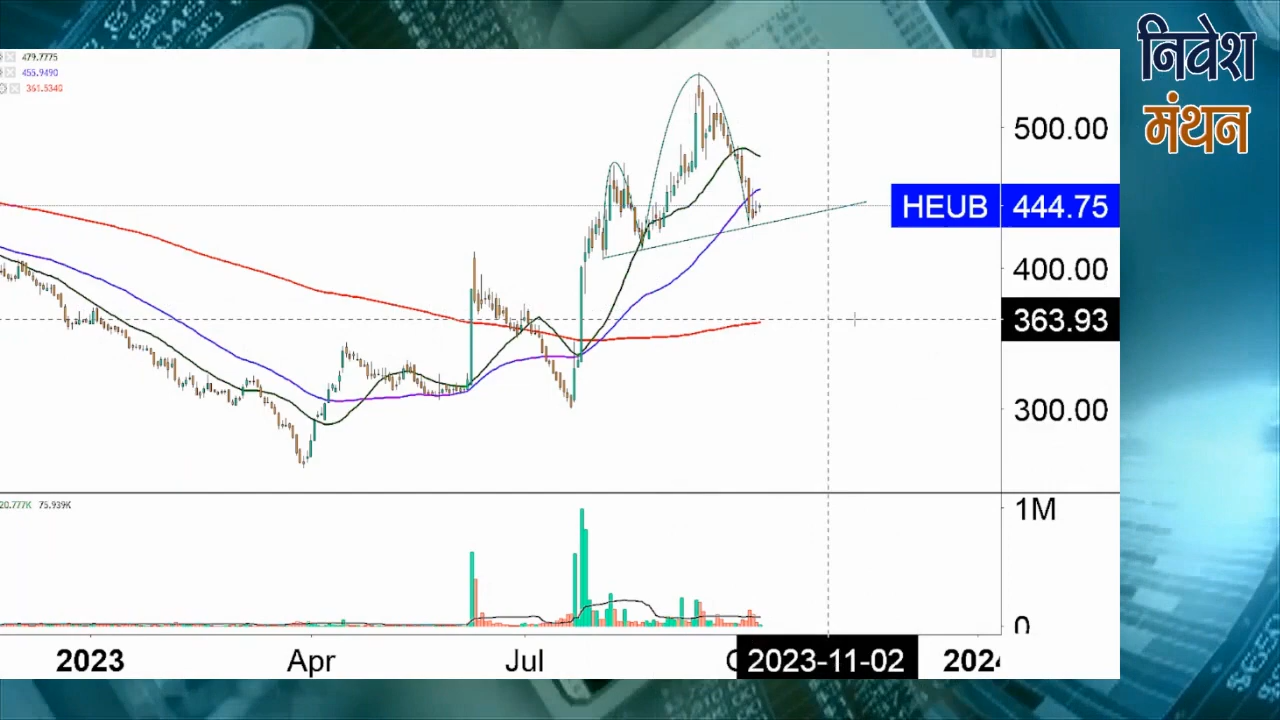 निवेश
मंथन
479.7775
455.9490
361.5340
500.00
HEUB 444.75
400.00
363.93
300.00
20.777K 75.939K
1M
0
2023 Apr Jul 2023-11-02 2024